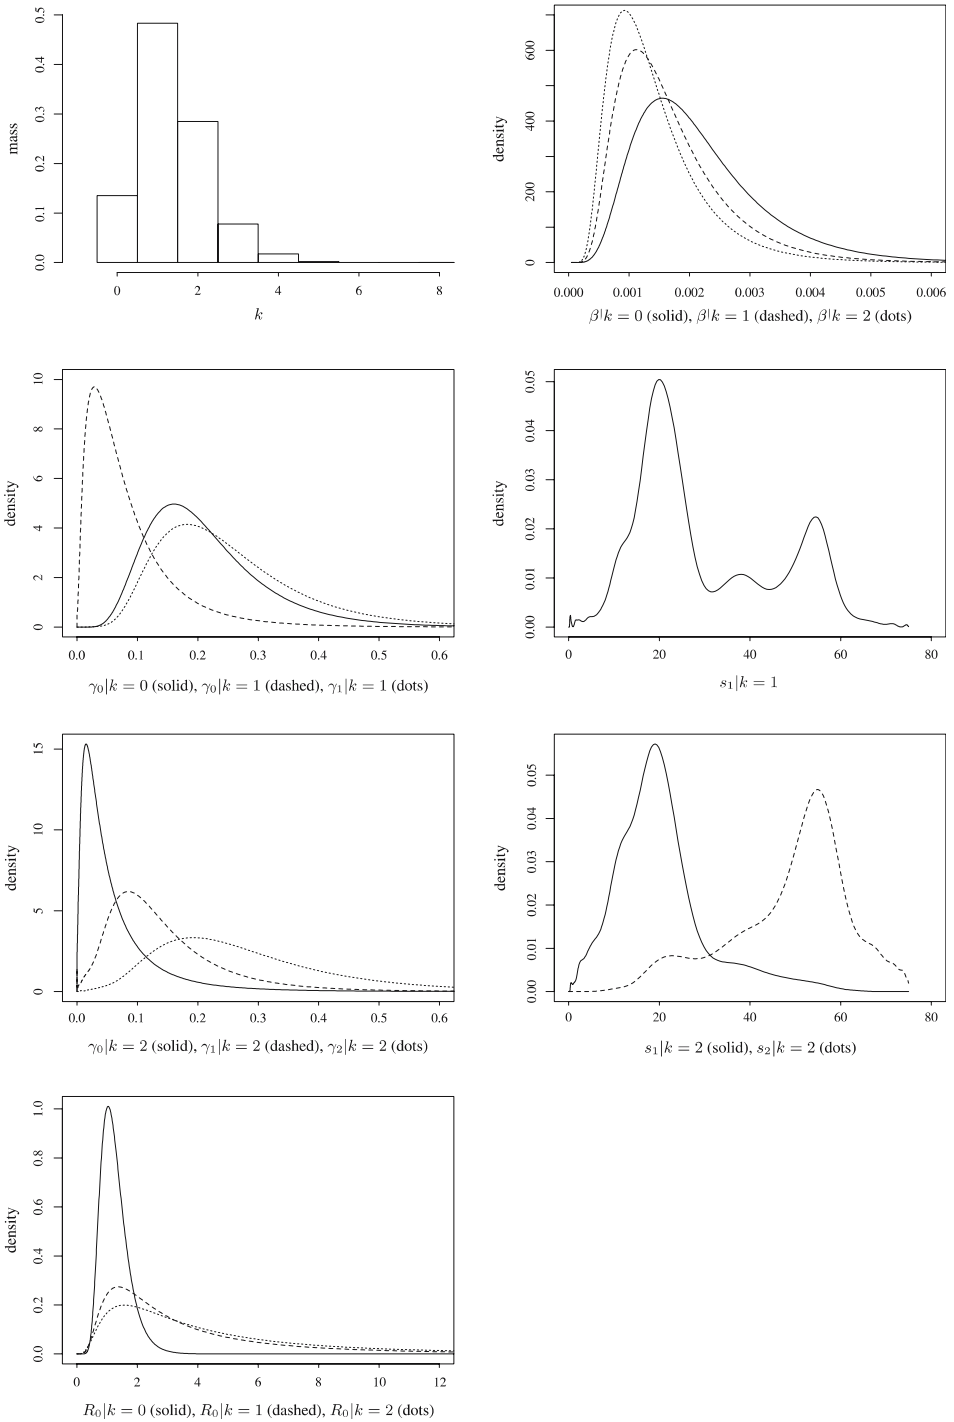 mass
0.0 0.1 0.2 0.3 0.4 0.5
0 2 4 6 8
k
density
0 200 400 600
0.000 0.001 0.002 0.003 0.004 0.005 0.006
β|k = 0 (solid), β|k = 1 (dashed), β|k = 2 (dots)
density
0 2 4 6 8 10
0.0 0.1 0.2 0.3 0.4 0.5 0.6
γ₀|k = 0 (solid), γ₀|k = 1 (dashed), γ₁|k = 1 (dots)
density
0.00 0.01 0.02 0.03 0.04 0.05
0 20 40 60 80
s₁|k = 1
density
0 5 10 15
0.0 0.1 0.2 0.3 0.4 0.5 0.6
γ₀|k = 2 (solid), γ₁|k = 2 (dashed), γ₂|k = 2 (dots)
density
0.00 0.01 0.02 0.03 0.04 0.05
0 20 40 60 80
s₁|k = 2 (solid), s₂|k = 2 (dots)
density
0.0 0.2 0.4 0.6 0.8 1.0
0 2 4 6 8 10 12
R₀|k = 0 (solid), R₀|k = 1 (dashed), R₀|k = 2 (dots)